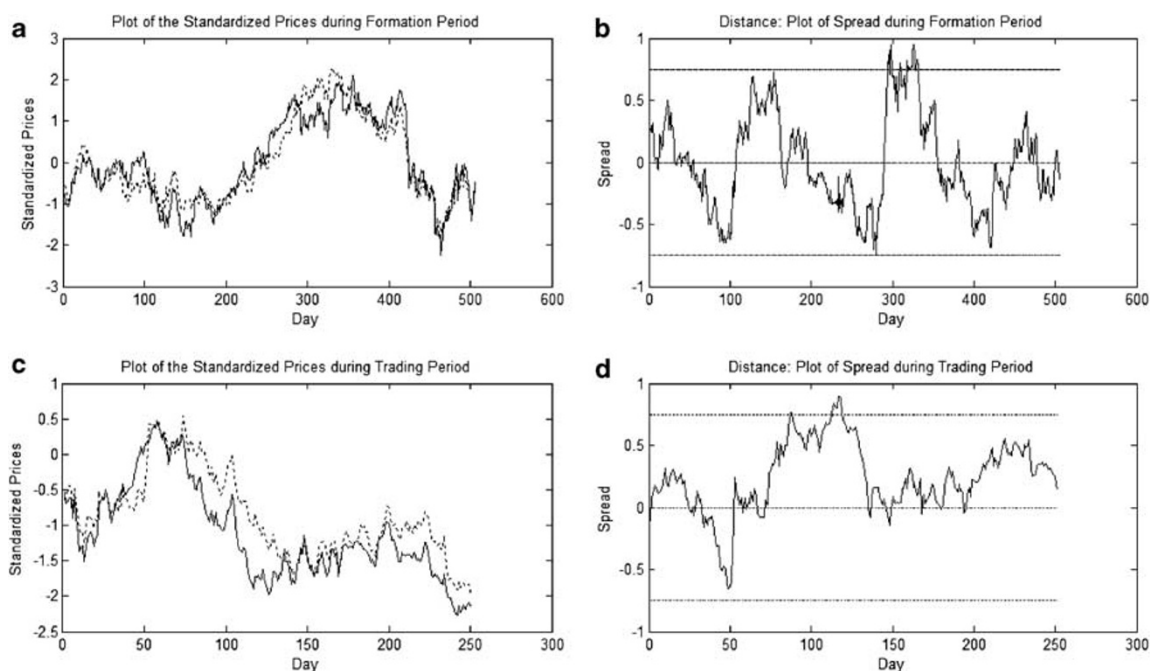 a
Plot of the Standardized Prices during Formation Period
3
2
1
0
-1
-2
-3
Standardized Prices
0 100 200 300 400 500 600
Day
b
Distance: Plot of Spread during Formation Period
1
0.5
0
-0.5
-1
Spread
0 100 200 300 400 500 600
Day
c
Plot of the Standardized Prices during Trading Period
1
0.5
0
-0.5
-1
-1.5
-2
-2.5
Standardized Prices
0 50 100 150 200 250 300
Day
d
Distance: Plot of Spread during Trading Period
1
0.5
0
-0.5
-1
Spread
0 50 100 150 200 250 300
Day